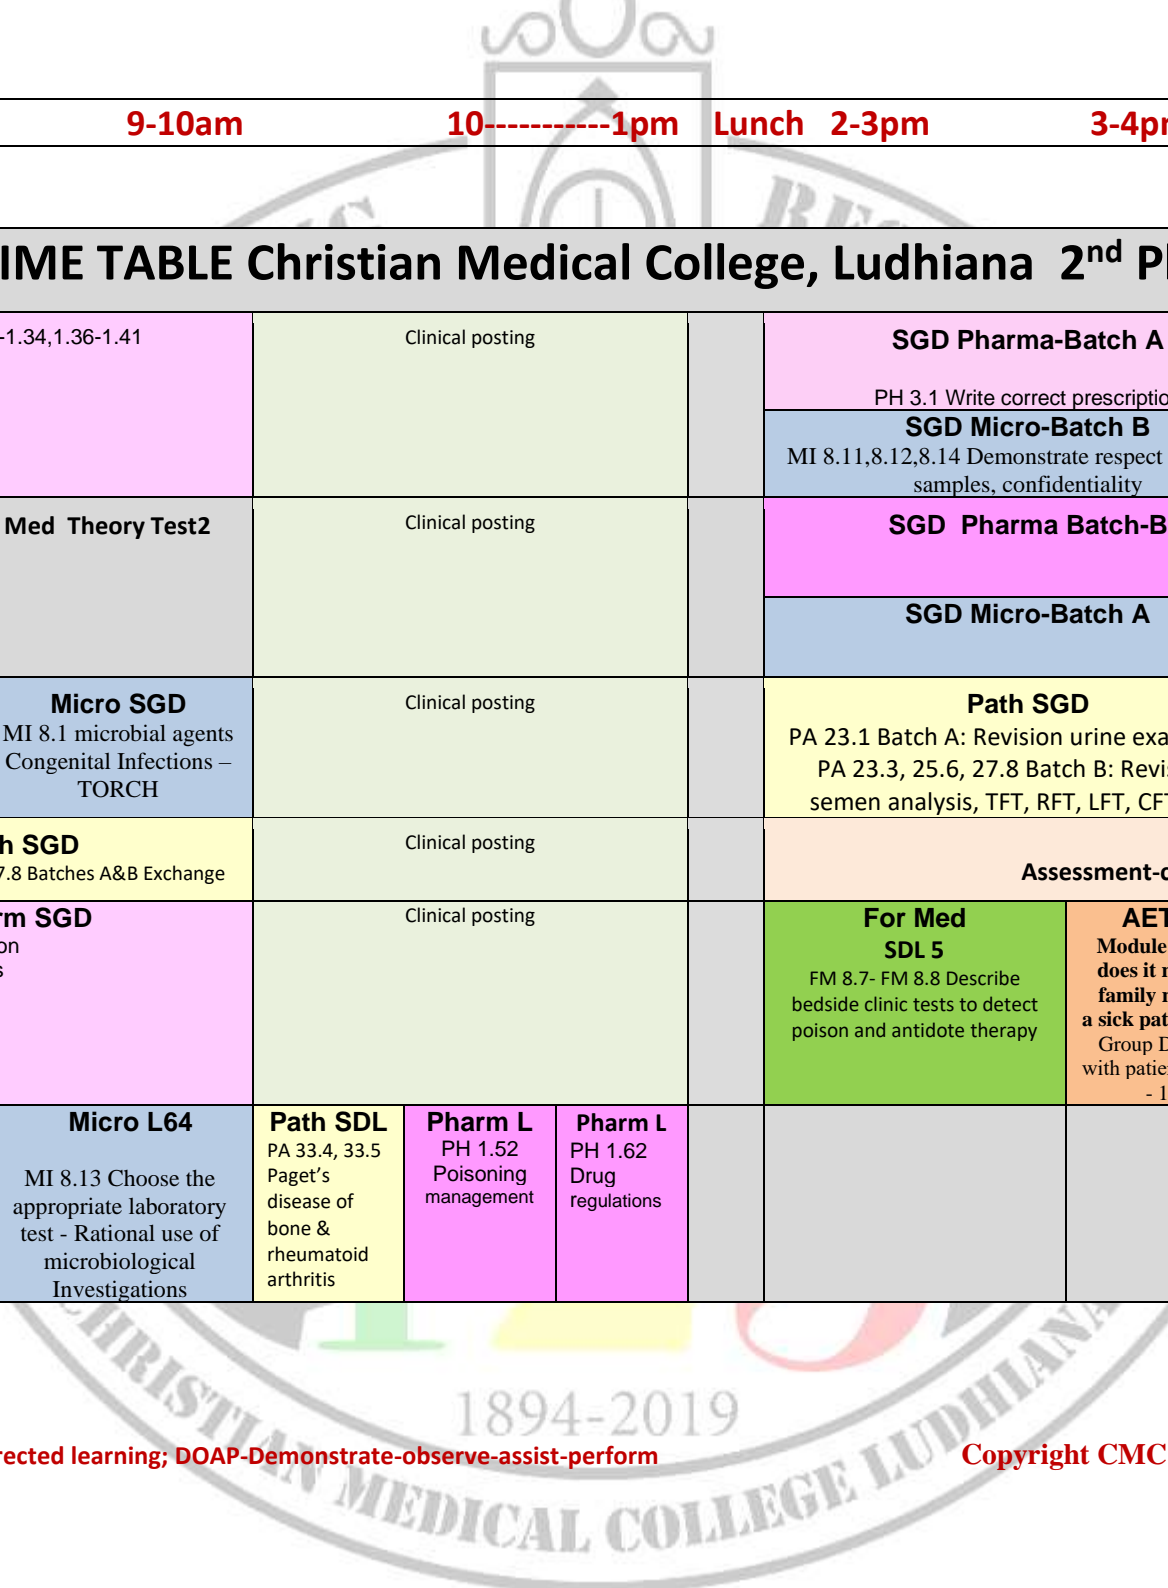 9-10am 10-----------1pm Lunch 2-3pm 3-4pm
IME TABLE Christian Medical College, Ludhiana 2nd P
-1.34,1.36-1.41
Clinical posting
SGD Pharma-Batch A
PH 3.1 Write correct prescriptio
SGD Micro-Batch B
MI 8.11,8.12,8.14 Demonstrate respect
samples, confidentiality
Med Theory Test2
Clinical posting
SGD Pharma Batch-B
SGD Micro-Batch A
Micro SGD
MI 8.1 microbial agents
Congenital Infections –
TORCH
Clinical posting
Path SGD
PA 23.1 Batch A: Revision urine exa
PA 23.3, 25.6, 27.8 Batch B: Revis
semen analysis, TFT, RFT, LFT, CFT
h SGD
7.8 Batches A&B Exchange
Clinical posting
Assessment-c
rm SGD
on
s
Clinical posting
For Med
SDL 5
FM 8.7- FM 8.8 Describe
bedside clinic tests to detect
poison and antidote therapy
AET
Module
does it
family
a sick pat
Group D
with patie
- 1
Micro L64
MI 8.13 Choose the
appropriate laboratory
test - Rational use of
microbiological
Investigations
Path SDL
PA 33.4, 33.5
Paget’s
disease of
bone &
rheumatoid
arthritis
Pharm L
PH 1.52
Poisoning
management
Pharm L
PH 1.62
Drug
regulations
1894-2019
CHRISTIAN MEDICAL COLLEGE LUDHIANA
rected learning; DOAP-Demonstrate-observe-assist-perform Copyright CMC